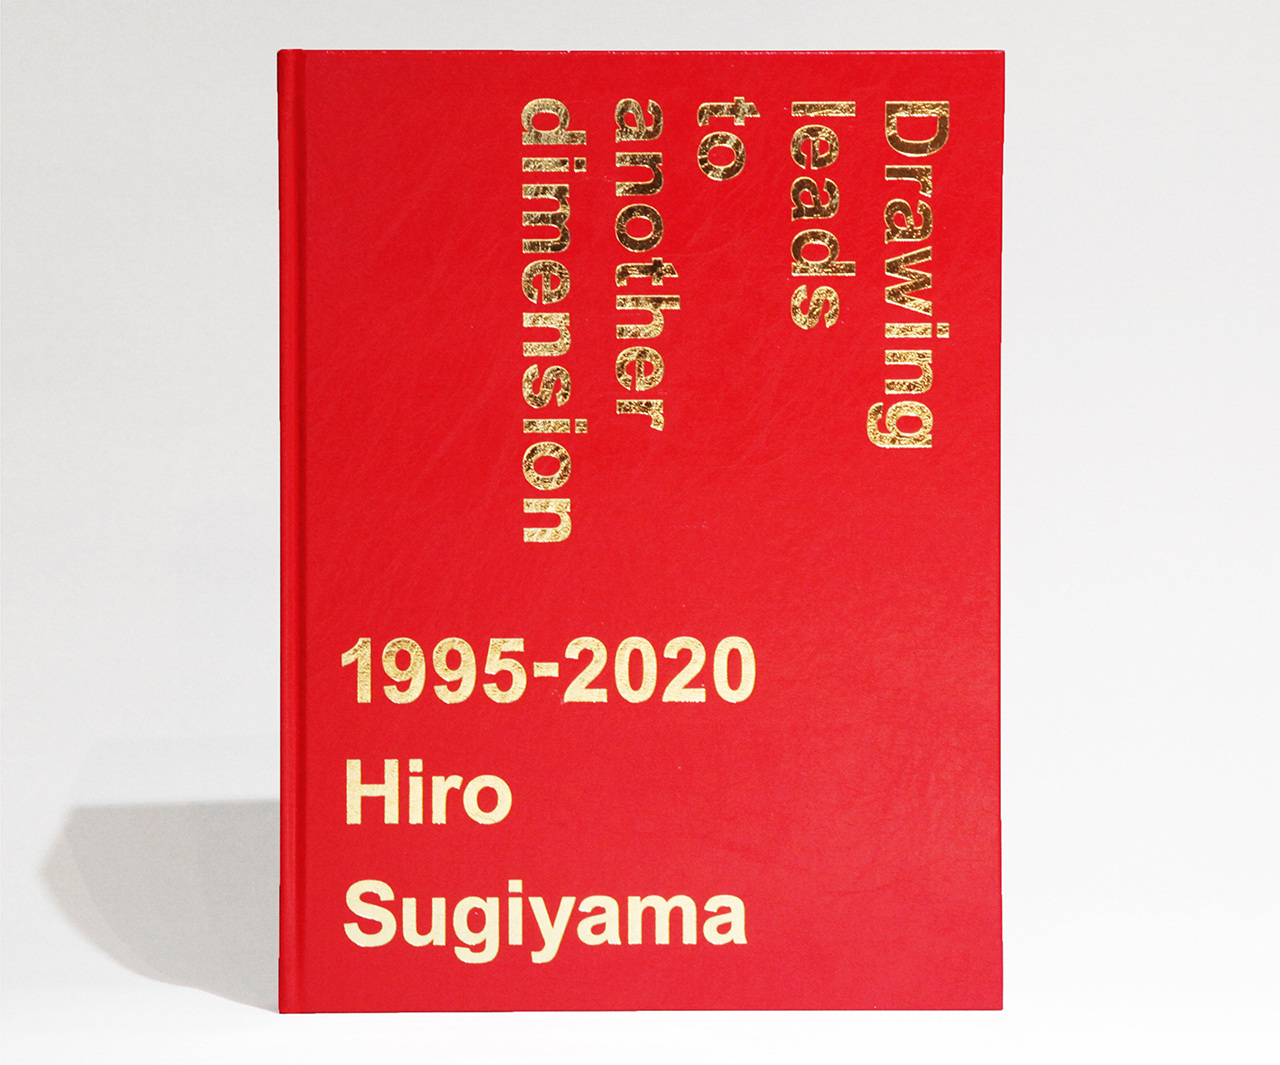 Drawing
leads
to
another
dimension
1995-2020
Hiro
Sugiyama